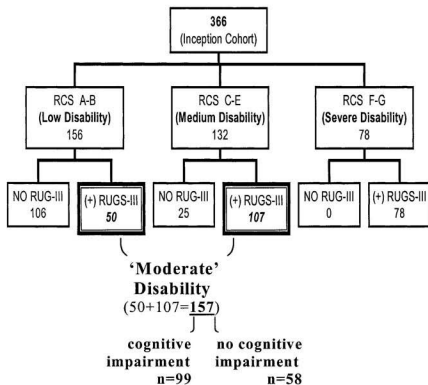 366
(Inception Cohort)
RCS A-B
(Low Disability)
156
RCS C-E
(Medium Disability)
132
RCS F-G
(Severe Disability)
78
NO RUG-III
106
(+) RUGS-III
50
NO RUG-III
25
(+) RUGS-III
107
NO RUG-III
0
(+) RUGS-III
78
‘Moderate’
Disability
(50+107=157)
cognitive
impairment
n=99
no cognitive
impairment
n=58